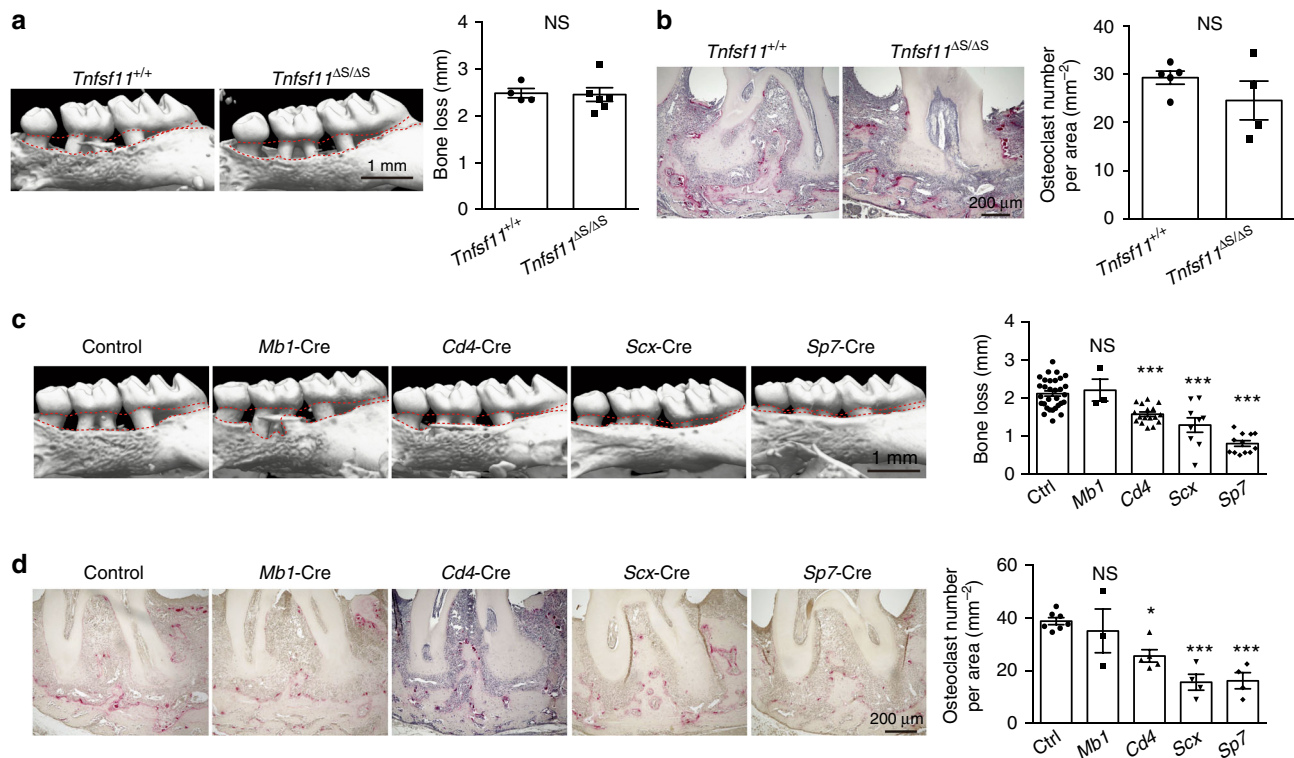 a
Tnfsf11+/+
Tnfsf11ΔS/ΔS
1 mm
NS
Bone loss (mm)
4
3
2
1
0
Tnfsf11+/+
Tnfsf11ΔS/ΔS
b
Tnfsf11+/+
Tnfsf11ΔS/ΔS
200 μm
NS
Osteoclast number
per area (mm−2)
40
30
20
10
0
Tnfsf11+/+
Tnfsf11ΔS/ΔS
c
Control
Mb1-Cre
Cd4-Cre
Scx-Cre
Sp7-Cre
1 mm
Bone loss (mm)
4
3
2
1
0
NS
***
***
***
Ctrl
Mb1
Cd4
Scx
Sp7
d
Control
Mb1-Cre
Cd4-Cre
Scx-Cre
Sp7-Cre
200 μm
Osteoclast number
per area (mm−2)
60
40
20
0
NS
*
***
***
Ctrl
Mb1
Cd4
Scx
Sp7